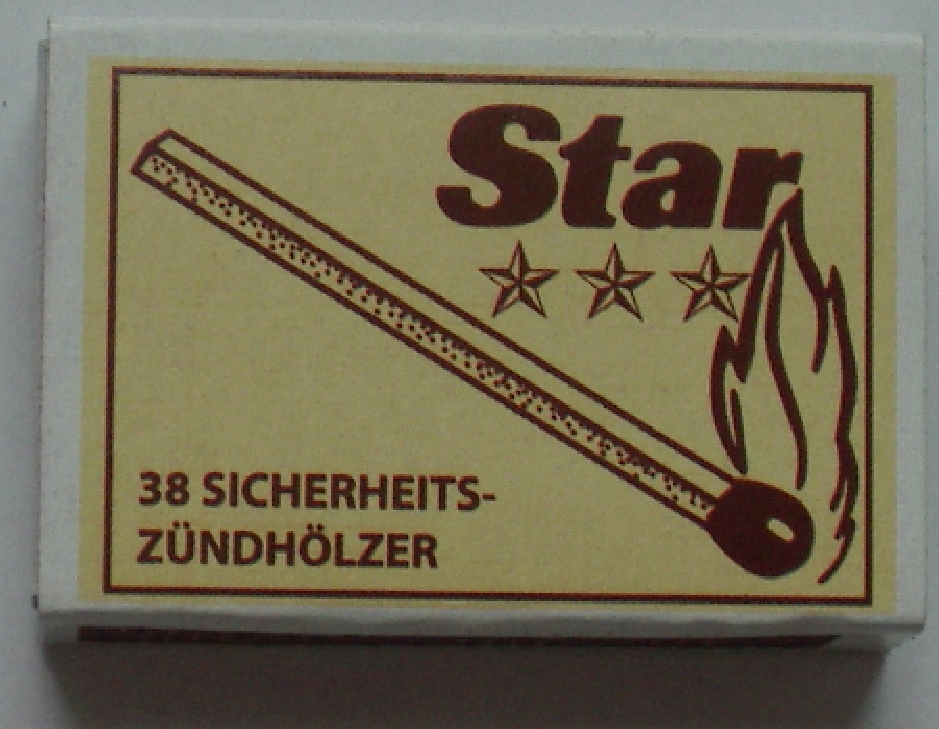 Star
38 SICHERHEITS-
ZÜNDHÖLZER